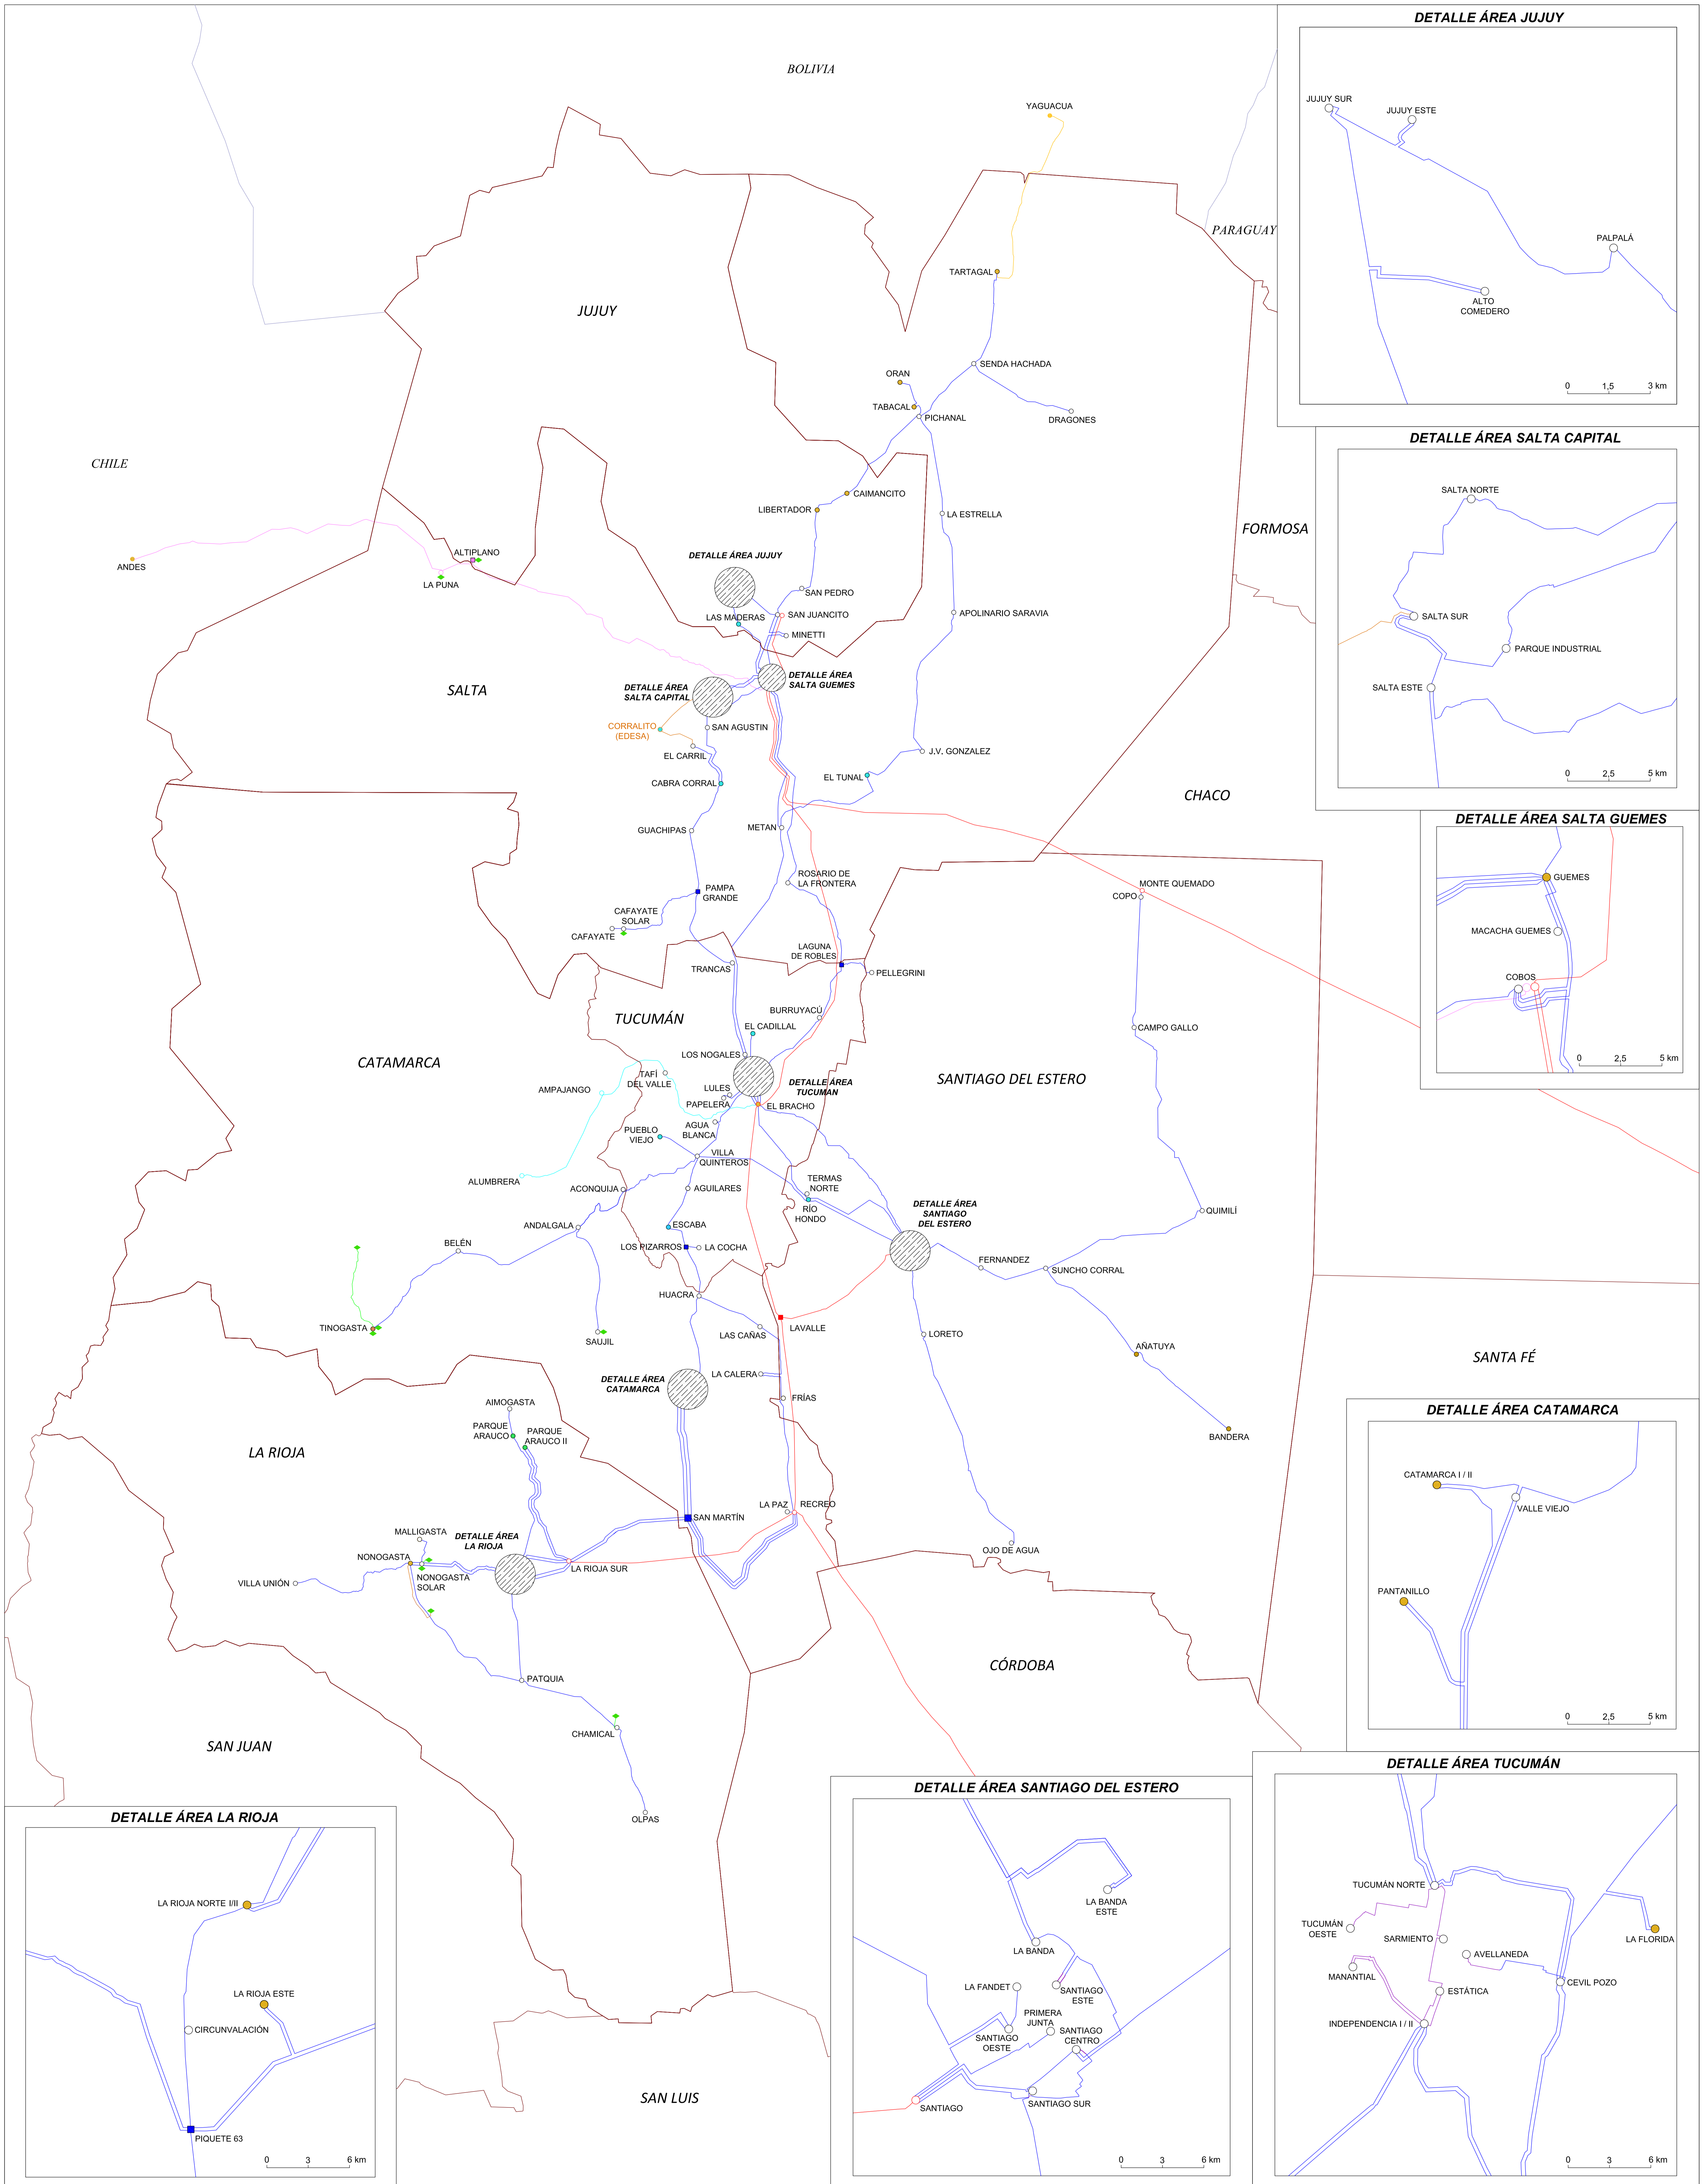 DETALLE ÁREA JUJUY
JUJUY SUR
JUJUY ESTE
PALPALÁ
ALTO
COMEDERO
0 1,5 3 km
BOLIVIA
YAGUACUA
PARAGUAY
TARTAGAL
JUJUY
SENDA HACHADA
ORAN
TABACAL
PICHANAL
DRAGONES
CHILE
CAIMANCITO
LIBERTADOR
LA ESTRELLA
FORMOSA
ANDES
ALTIPLANO
LA PUNA
DETALLE ÁREA JUJUY
SAN PEDRO
LAS MADERAS
SAN JUANCITO
MINETTI
APOLINARIO SARAVIA
SALTA
DETALLE ÁREA
SALTA CAPITAL
DETALLE ÁREA
SALTA GUEMES
CORRALITO
(EDESA)
SAN AGUSTIN
EL CARRIL
CABRA CORRAL
J.V. GONZALEZ
EL TUNAL
CHACO
GUACHIPAS
METAN
ROSARIO DE
LA FRONTERA
PAMPA
GRANDE
CAFAYATE
SOLAR
CAFAYATE
MONTE QUEMADO
COPO
TRANCAS
LAGUNA
DE ROBLES
PELLEGRINI
DETALLE ÁREA SALTA CAPITAL
SALTA NORTE
SALTA SUR
PARQUE INDUSTRIAL
SALTA ESTE
0 2,5 5 km
DETALLE ÁREA SALTA GUEMES
GUEMES
MACACHA GUEMES
COBOS
0 2,5 5 km
TUCUMÁN
BURRUYACÚ
EL CADILLAL
CAMPO GALLO
CATAMARCA
LOS NOGALES
TAFÍ
DEL VALLE
AMPAJANGO
LULES
PAPELERA
DETALLE ÁREA
TUCUMAN
EL BRACHO
SANTIAGO DEL ESTERO
AGUA
BLANCA
PUEBLO
VIEJO
VILLA
QUINTEROS
ALUMBRERA
ACONQUIJA
AGUILARES
TERMAS
NORTE
RÍO
HONDO
DETALLE ÁREA
SANTIAGO
DEL ESTERO
QUIMILÍ
ANDALGALA
ESCABA
BELÉN
LOS PIZARROS
LA COCHA
FERNANDEZ
SUNCHO CORRAL
HUACRA
TINOGASTA
SAUJIL
LAS CAÑAS
LAVALLE
LORETO
AÑATUYA
SANTA FÉ
DETALLE ÁREA
CATAMARCA
LA CALERA
FRÍAS
AIMOGASTA
PARQUE
ARAUCO
PARQUE
ARAUCO II
BANDERA
LA RIOJA
LA PAZ
RECREO
SAN MARTÍN
MALLIGASTA
DETALLE ÁREA
LA RIOJA
NONOGASTA
NONOGASTA
SOLAR
VILLA UNIÓN
LA RIOJA SUR
OJO DE AGUA
PATQUIA
CÓRDOBA
CHAMICAL
SAN JUAN
OLPAS
SAN LUIS
DETALLE ÁREA CATAMARCA
CATAMARCA I / II
VALLE VIEJO
PANTANILLO
0 2,5 5 km
DETALLE ÁREA LA RIOJA
LA RIOJA NORTE I/II
LA RIOJA ESTE
CIRCUNVALACIÓN
PIQUETE 63
0 3 6 km
DETALLE ÁREA SANTIAGO DEL ESTERO
LA BANDA
ESTE
LA BANDA
LA FANDET
SANTIAGO
ESTE
PRIMERA
JUNTA
SANTIAGO
CENTRO
SANTIAGO
OESTE
SANTIAGO
SANTIAGO SUR
0 3 6 km
DETALLE ÁREA TUCUMÁN
TUCUMÁN NORTE
TUCUMÁN
OESTE
SARMIENTO
LA FLORIDA
AVELLANEDA
MANANTIAL
CEVIL POZO
ESTÁTICA
INDEPENDENCIA I / II
0 3 6 km